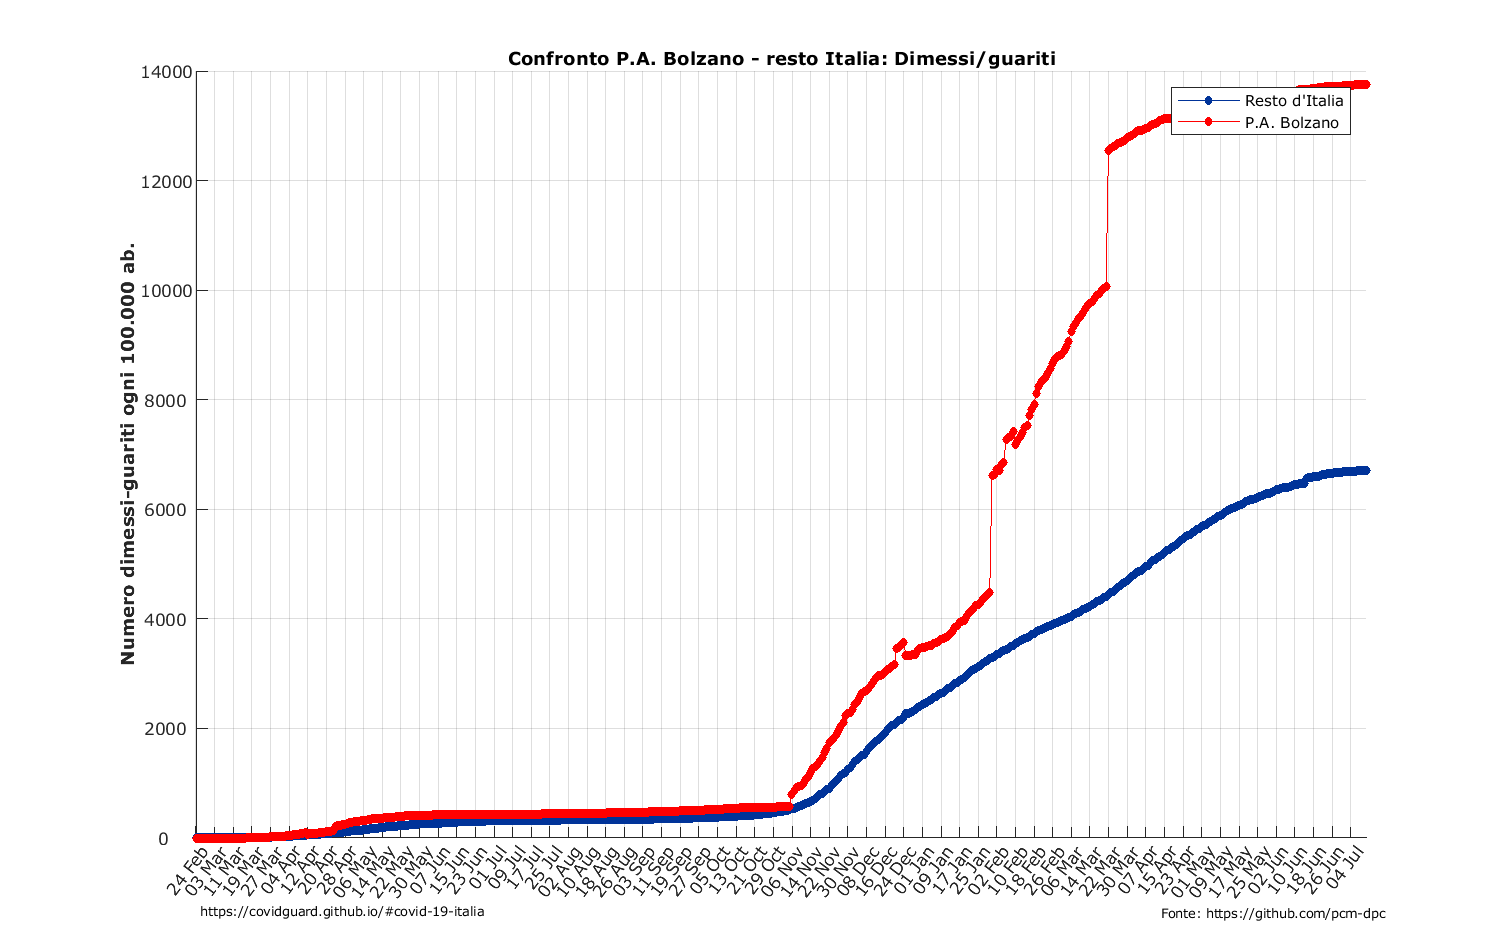 Confronto P.A. Bolzano - resto Italia: Dimessi/guariti
Numero dimessi-guariti ogni 100.000 ab.
14000
12000
10000
8000
6000
4000
2000
0
Resto d'Italia
P.A. Bolzano
24 Feb
03 Mar
11 Mar
19 Mar
27 Mar
04 Apr
12 Apr
20 Apr
28 Apr
06 May
14 May
22 May
30 May
07 Jun
15 Jun
23 Jun
01 Jul
09 Jul
17 Jul
25 Jul
02 Aug
10 Aug
18 Aug
26 Aug
03 Sep
11 Sep
19 Sep
27 Sep
05 Oct
13 Oct
21 Oct
29 Oct
06 Nov
14 Nov
22 Nov
30 Nov
08 Dec
16 Dec
24 Dec
01 Jan
09 Jan
17 Jan
25 Jan
02 Feb
10 Feb
18 Feb
26 Feb
06 Mar
14 Mar
22 Mar
30 Mar
07 Apr
15 Apr
23 Apr
01 May
09 May
17 May
25 May
02 Jun
10 Jun
18 Jun
26 Jun
04 Jul
https://covidguard.github.io/#covid-19-italia
Fonte: https://github.com/pcm-dpc